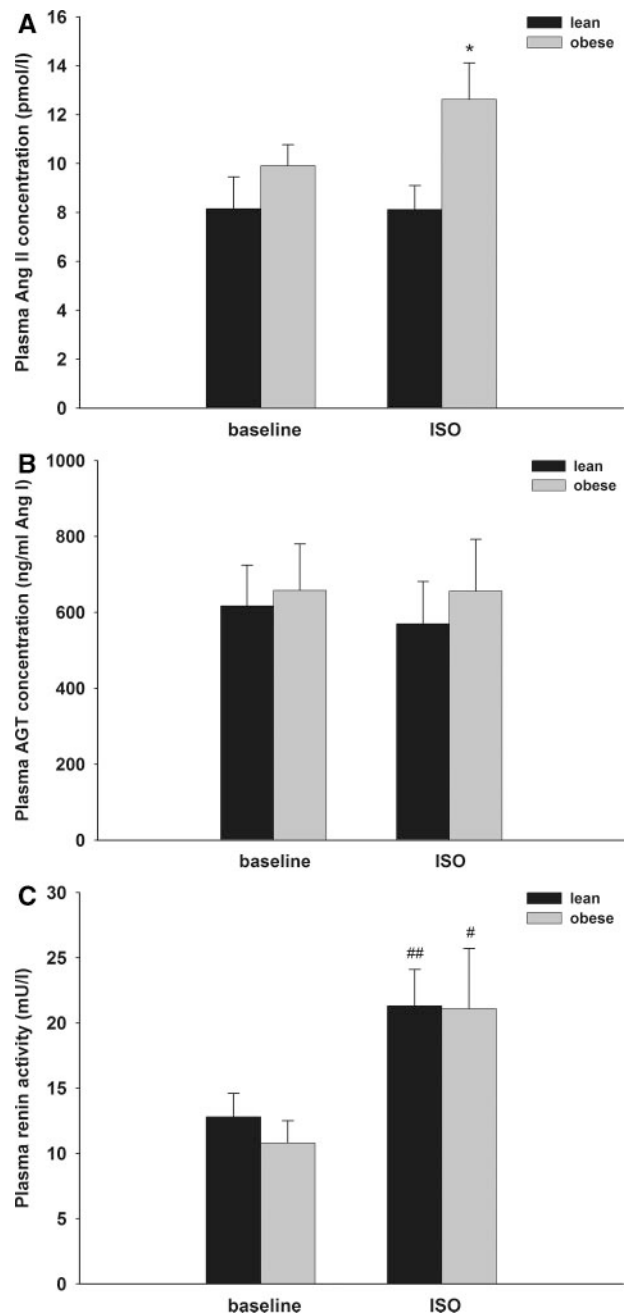 A
Plasma Ang II concentration (pmol/l)
16
14
12
10
8
6
4
2
0
lean
obese
*
baseline
ISO
B
Plasma AGT concentration (ng/ml Ang I)
1000
800
600
400
200
0
lean
obese
baseline
ISO
C
Plasma renin activity (mU/l)
30
25
20
15
10
5
0
lean
obese
##
#
baseline
ISO